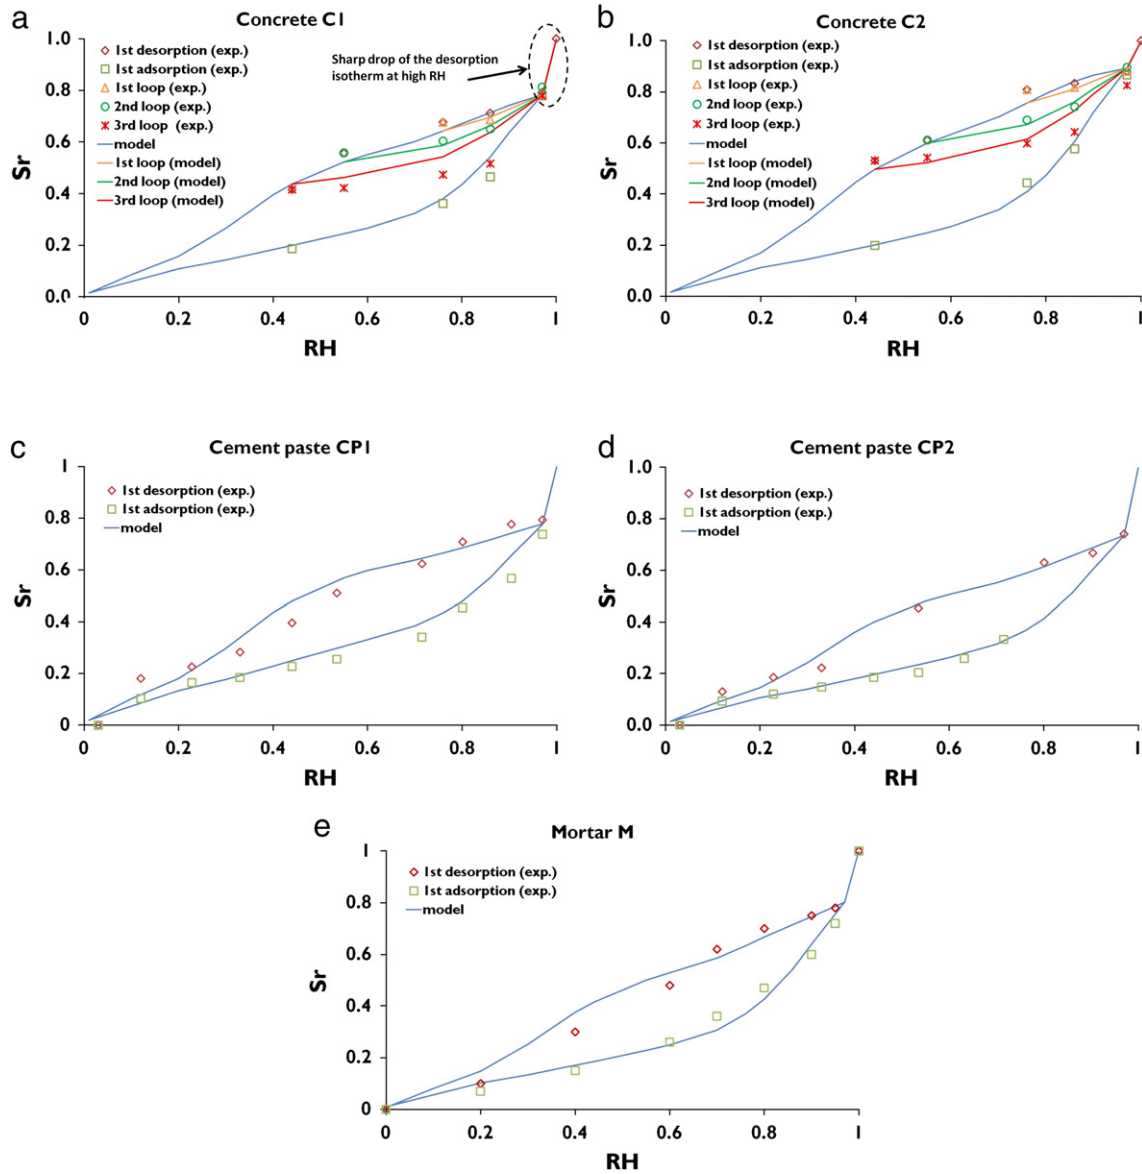 a
Concrete C1
1.0
0.8
0.6
0.4
0.2
0.0
Sr
1st desorption (exp.)
1st adsorption (exp.)
1st loop (exp.)
2nd loop (exp.)
3rd loop (exp.)
model
1st loop (model)
2nd loop (model)
3rd loop (model)
Sharp drop of the desorption
isotherm at high RH
0 0.2 0.4 0.6 0.8 1
RH
b
Concrete C2
1.0
0.8
0.6
0.4
0.2
0.0
Sr
1st desorption (exp.)
1st adsorption (exp.)
1st loop (exp.)
2nd loop (exp.)
3rd loop (exp.)
model
1st loop (model)
2nd loop (model)
3rd loop (model)
0 0.2 0.4 0.6 0.8 1
RH
c
Cement paste CP1
1
0.8
0.6
0.4
0.2
0
Sr
1st desorption (exp.)
1st adsorption (exp.)
model
0 0.2 0.4 0.6 0.8 1
RH
d
Cement paste CP2
1
0.8
0.6
0.4
0.2
0
Sr
1st desorption (exp.)
1st adsorption (exp.)
model
0 0.2 0.4 0.6 0.8 1
RH
e
Mortar M
1
0.8
0.6
0.4
0.2
0
Sr
1st desorption (exp.)
1st adsorption (exp.)
model
0 0.2 0.4 0.6 0.8 1
RH